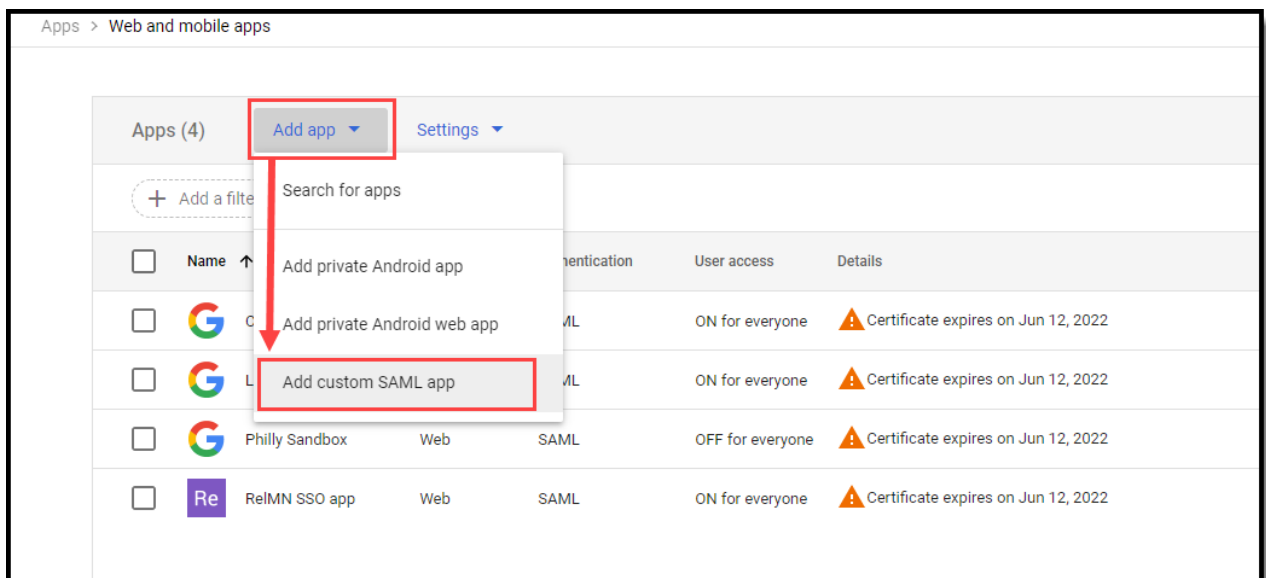 Apps > Web and mobile apps
Apps (4) Add app Settings
Search for apps
+ Add a
Name User access Details
Add private Android app
ON for everyone Certificate expires on Jun 12, 2022
Add private Android web app
ON for everyone Certificate expires on Jun 12, 2022
Add custom SAML app
Philly Sandbox Web SAML OFF for everyone Certificate expires on Jun 12, 2022
Re RelMN SSO app Web SAML ON for everyone Certificate expires on Jun 12, 2022